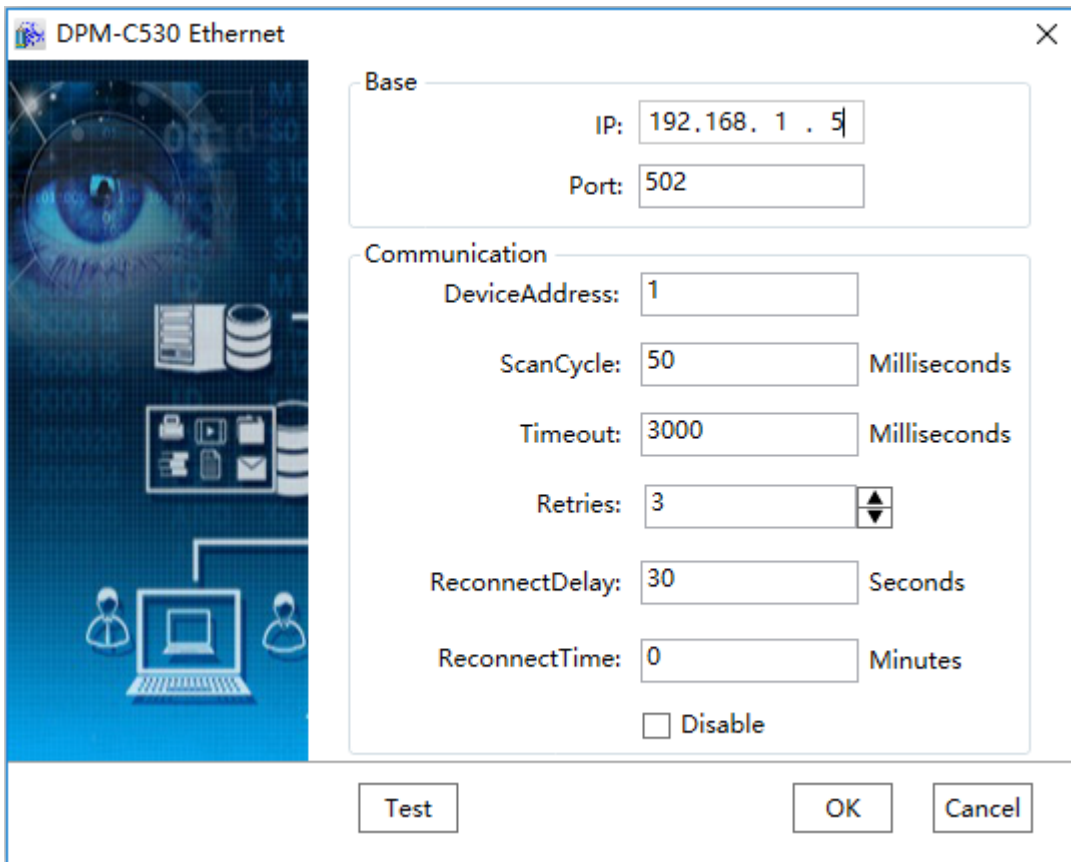 DPM-C530 Ethernet
Base
IP: 192.168. 1 . 5
Port: 502
Communication
DeviceAddress: 1
ScanCycle: 50 Milliseconds
Timeout: 3000 Milliseconds
Retries: 3
ReconnectDelay: 30 Seconds
ReconnectTime: 0 Minutes
Disable
Test OK Cancel